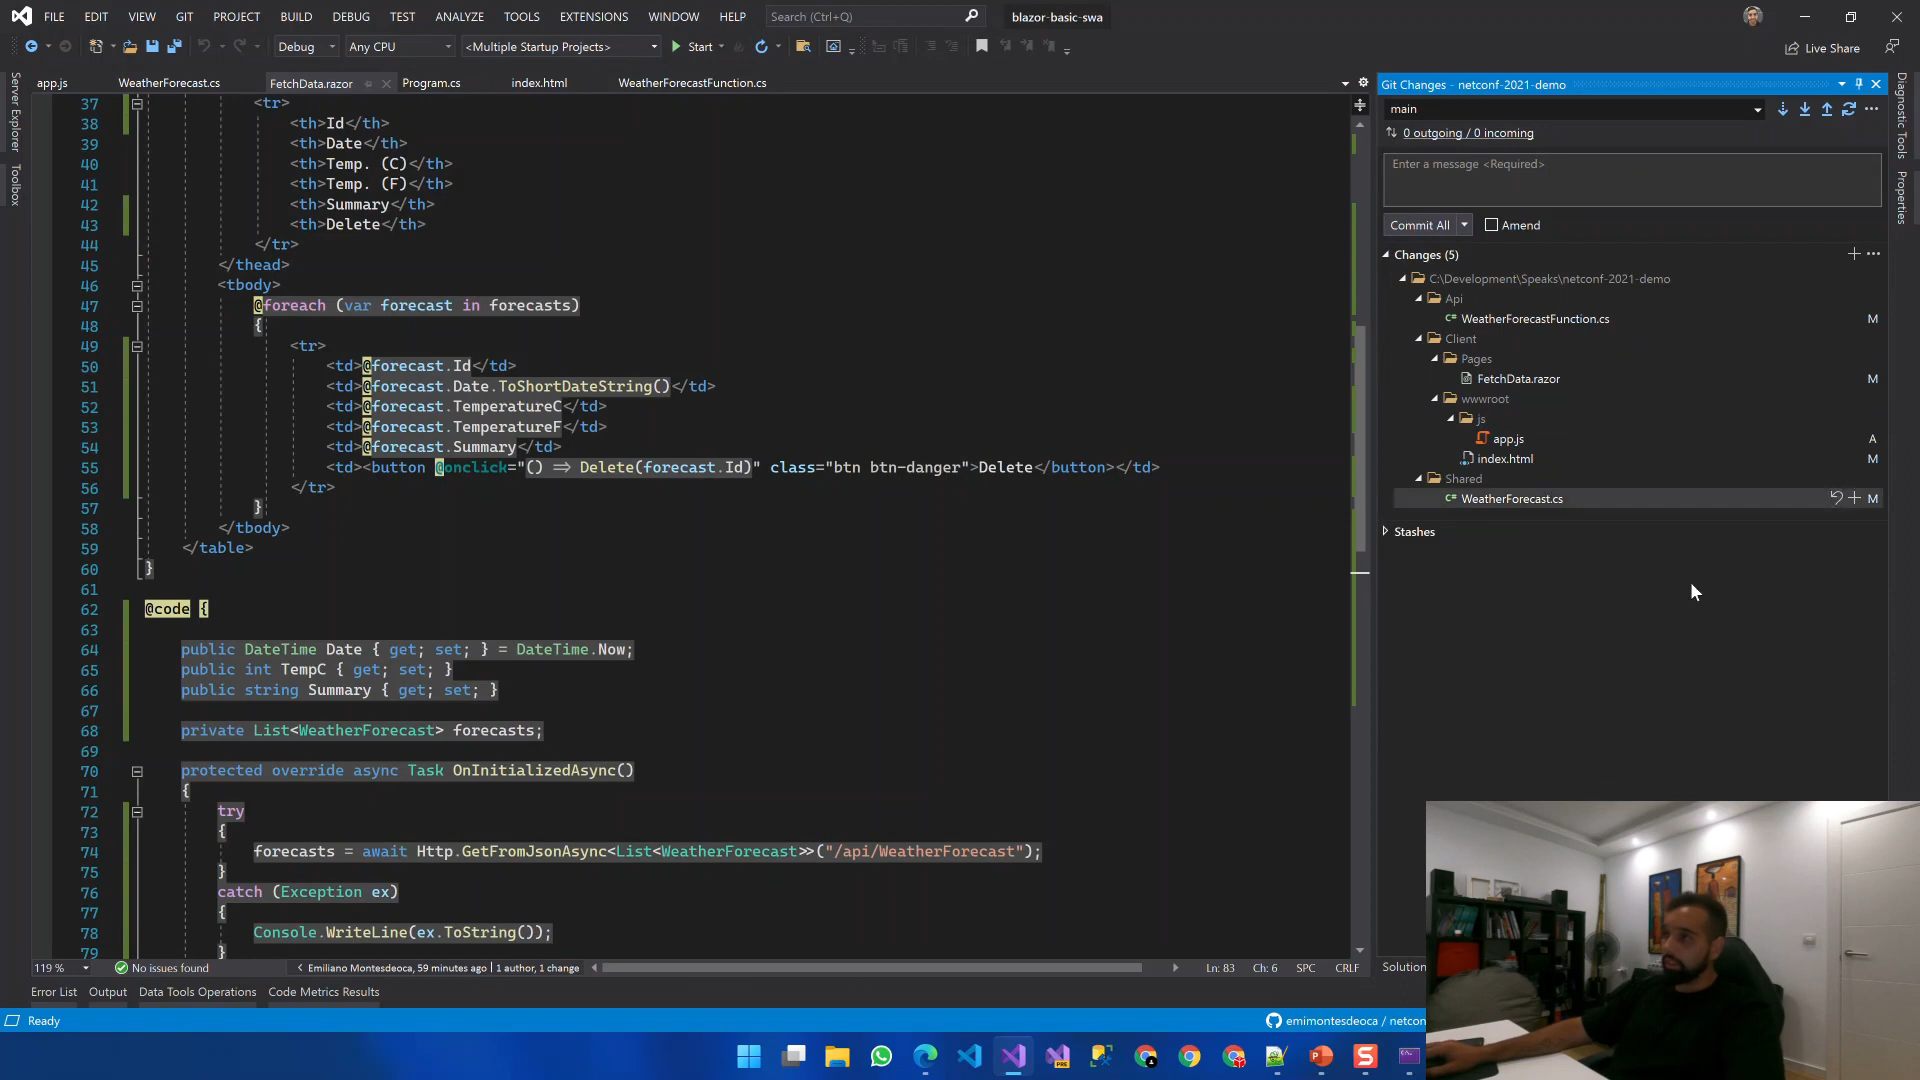 FILE EDIT VIEW GIT PROJECT BUILD DEBUG TEST ANALYZE TOOLS EXTENSIONS WINDOW HELP Search (Ctrl+Q) blazor-basic-swa
Debug Any CPU <Multiple Startup Projects> Start Live Share
app.js WeatherForecast.cs FetchData.razor Program.cs index.html WeatherForecastFunction.cs
Server Explorer
Toolbox
37 <tr>
38 <th>Id</th>
39 <th>Date</th>
40 <th>Temp. (C)</th>
41 <th>Temp. (F)</th>
42 <th>Summary</th>
43 <th>Delete</th>
44 </tr>
45 </thead>
46 <tbody>
47 @foreach (var forecast in forecasts)
48 {
49 <tr>
50 <td>@forecast.Id</td>
51 <td>@forecast.Date.ToShortDateString()</td>
52 <td>@forecast.TemperatureC</td>
53 <td>@forecast.TemperatureF</td>
54 <td>@forecast.Summary</td>
55 <td><button @onclick="() => Delete(forecast.Id)" class="btn btn-danger">Delete</button></td>
56 </tr>
57 }
58 </tbody>
59 </table>
60 }
61
62 @code {
63
64 public DateTime Date { get; set; } = DateTime.Now;
65 public int TempC { get; set; }
66 public string Summary { get; set; }
67
68 private List<WeatherForecast> forecasts;
69
70 protected override async Task OnInitializedAsync()
71 {
72 try
73 {
74 forecasts = await Http.GetFromJsonAsync<List<WeatherForecast>>("/api/WeatherForecast");
75 }
76 catch (Exception ex)
77 {
78 Console.WriteLine(ex.ToString());
79 }
119 % No issues found Emiliano Montesdeoca, 59 minutes ago | 1 author, 1 change Ln: 83 Ch: 6 SPC CRLF
Git Changes - netconf-2021-demo
main
0 outgoing / 0 incoming
Enter a message <Required>
Commit All Amend
Changes (5)
C:\Development\Speaks\netconf-2021-demo
Api
C# WeatherForecastFunction.cs M
Client
Pages
FetchData.razor M
wwwroot
js
app.js A
index.html M
Shared
C# WeatherForecast.cs M
Stashes
Diagnostic Tools
Properties
Solution
Error List Output Data Tools Operations Code Metrics Results
Ready emimontesdeoca / netcon
PRE